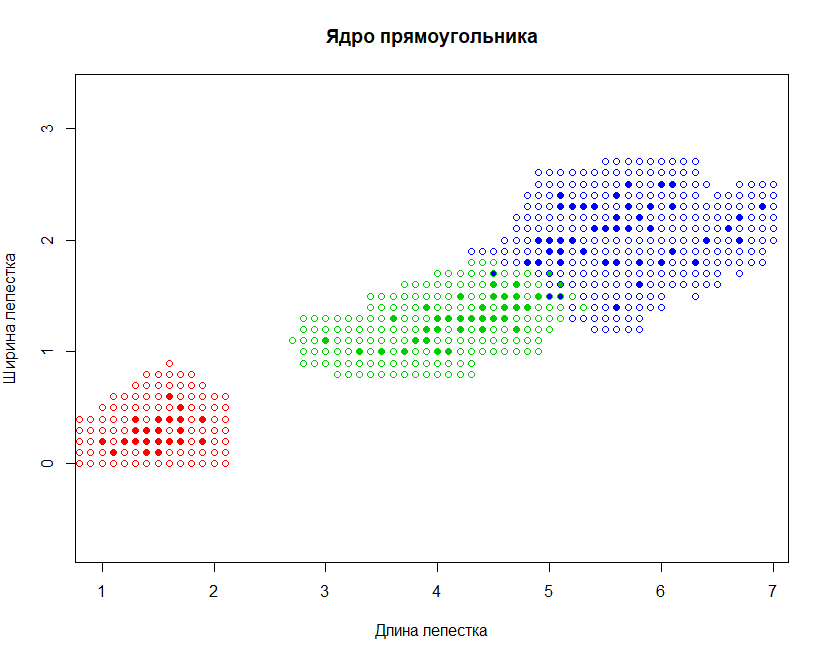 Ядро прямоугольника
3
2
1
0
Ширина лепестка
1 2 3 4 5 6 7
Длина лепестка